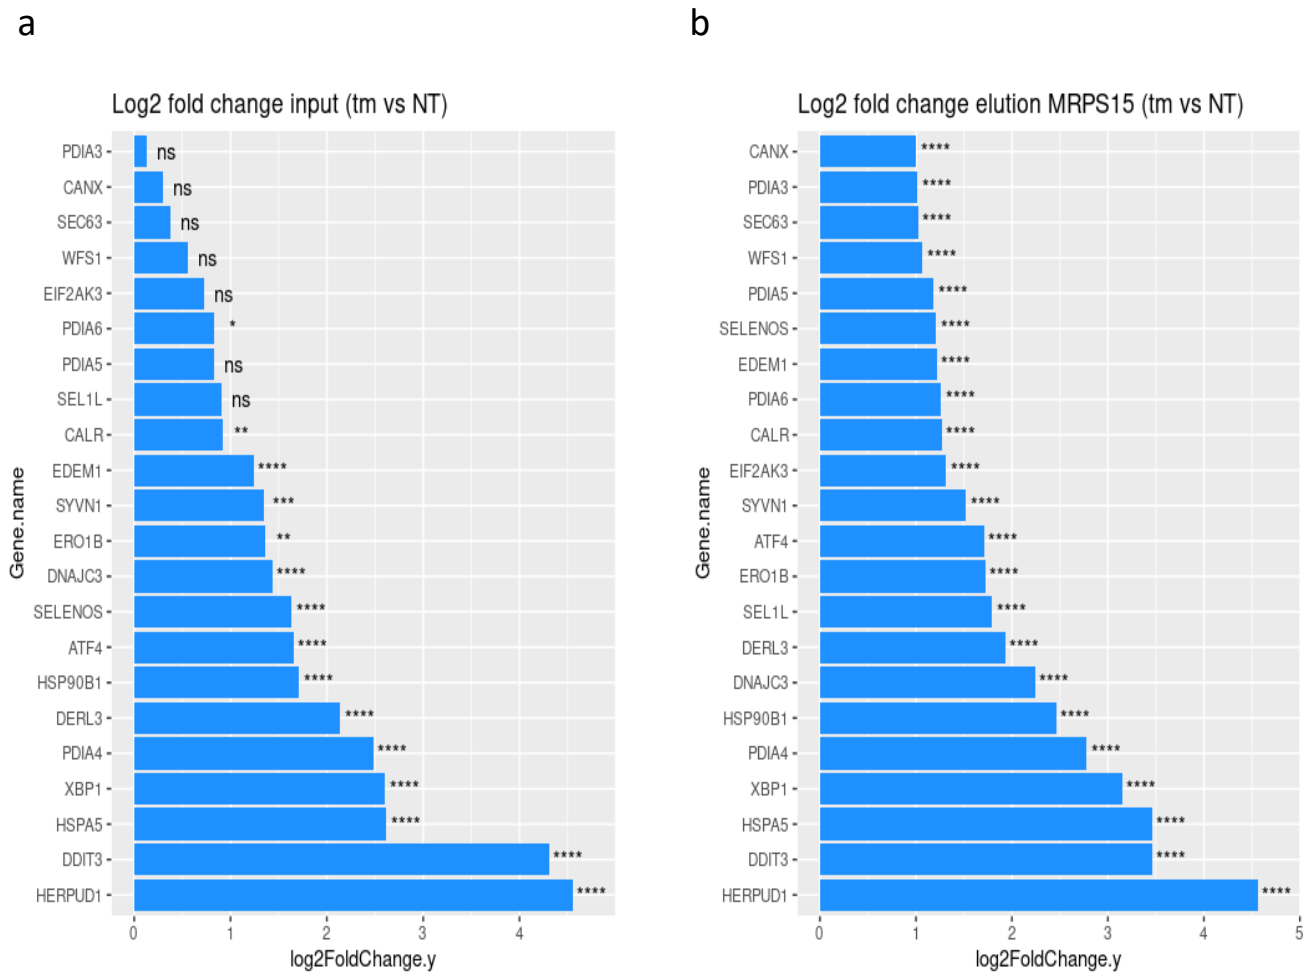 a
b
Log2 fold change input (tm vs NT)
PDIA3 ns
CANX ns
SEC63 ns
WFS1 ns
EIF2AK3 ns
PDIA6 *
PDIA5 ns
SEL1L ns
CALR **
EDEM1 ****
SYVN1 ***
ERO1B **
DNAJC3 ****
SELENOS ****
ATF4 ****
HSP90B1 ****
DERL3 ****
PDIA4 ****
XBP1 ****
HSPA5 ****
DDIT3 ****
HERPUD1 ****
Gene.name
0 1 2 3 4
log2FoldChange.y
Log2 fold change elution MRPS15 (tm vs NT)
CANX ****
PDIA3 ****
SEC63 ****
WFS1 ****
PDIA5 ****
SELENOS ****
EDEM1 ****
PDIA6 ****
CALR ****
EIF2AK3 ****
SYVN1 ****
ATF4 ****
ERO1B ****
SEL1L ****
DERL3 ****
DNAJC3 ****
HSP90B1 ****
PDIA4 ****
XBP1 ****
HSPA5 ****
DDIT3 ****
HERPUD1 ****
Gene.name
0 1 2 3 4 5
log2FoldChange.y